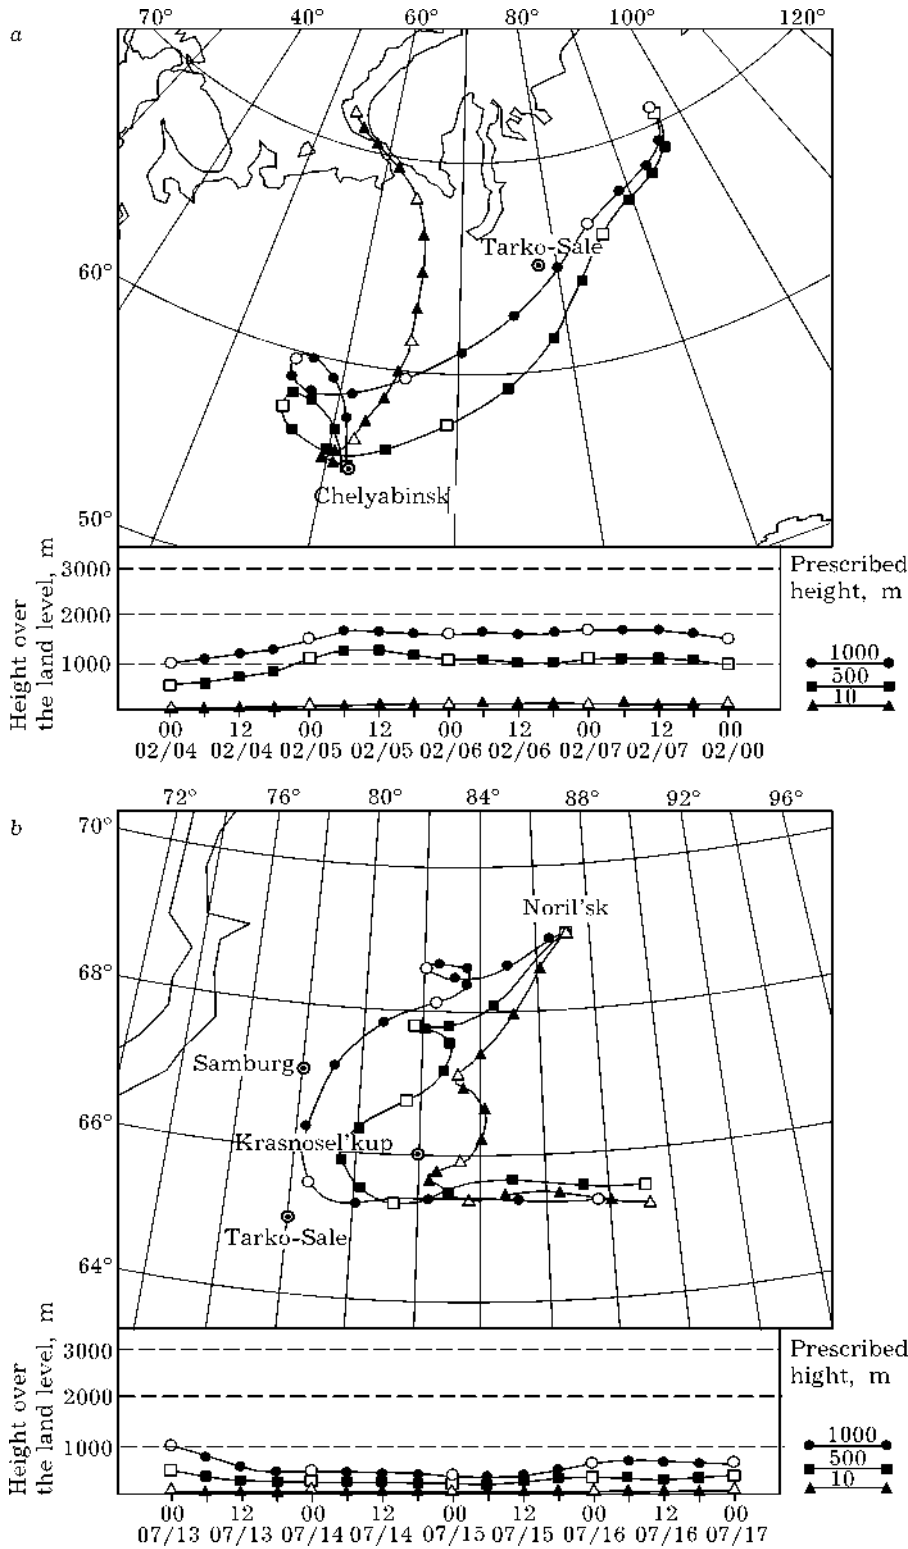 a
70° 40° 60° 80° 100° 120°
Tarko-Sale
60°
Chelyabinsk
50°
Height over
the land level, m
3000
2000
1000
Prescribed
height, m
1000
500
10
00 12 00 12 00 12 00 12 00
02/04 02/04 02/05 02/05 02/06 02/06 02/07 02/07 02/00
b
72° 76° 80° 84° 88° 92° 96°
70°
Noril'sk
68°
Samburg
66°
Krasnosel'kup
Tarko-Sale
64°
Height over
the land level, m
3000
2000
1000
Prescribed
hight, m
1000
500
10
00 12 00 12 00 12 00 12 00
07/13 07/13 07/14 07/14 07/15 07/15 07/16 07/16 07/17